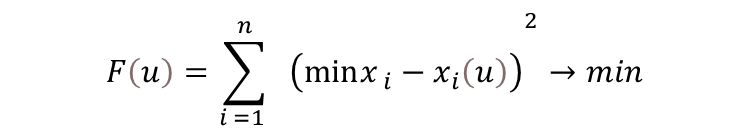 F(u) = ∑_{i=1}^{n} (min x_i − x_i(u))^2 → min